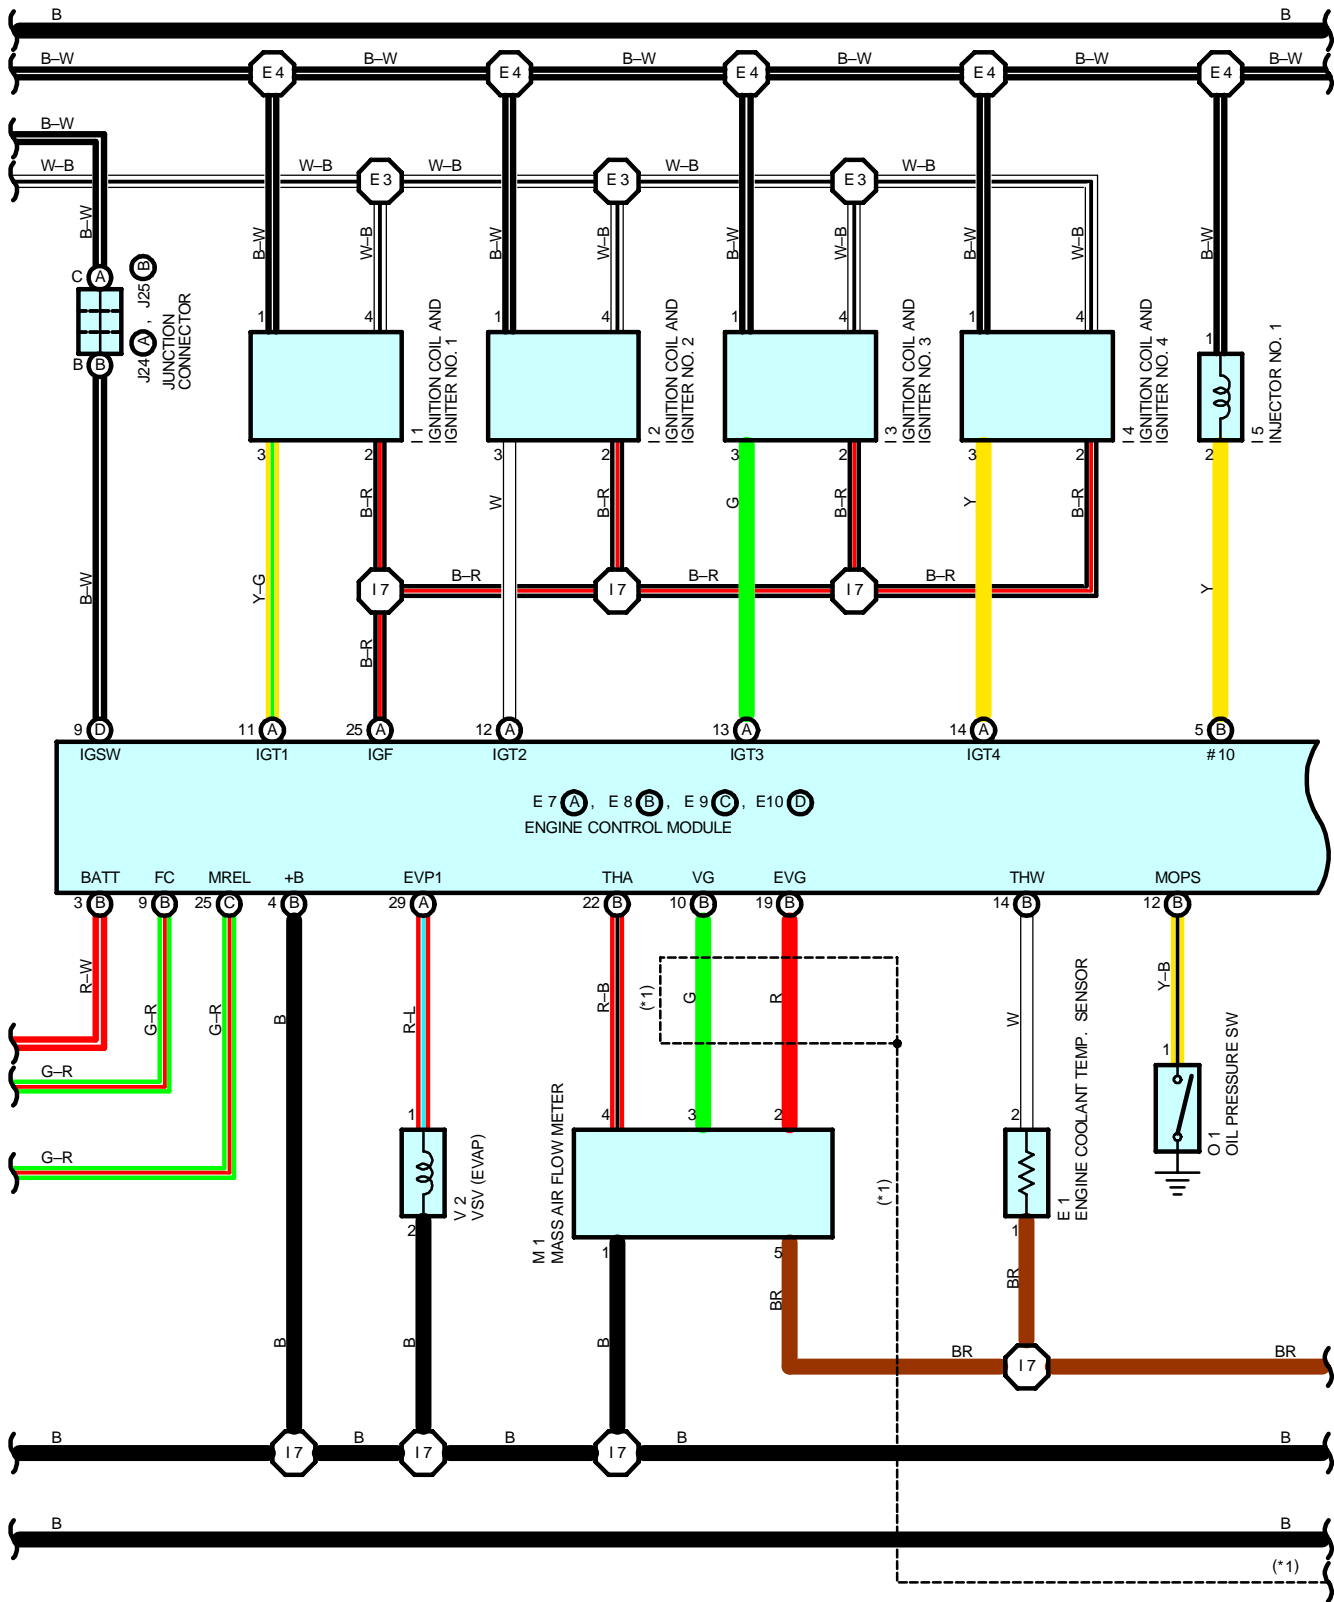 B B
B–W B–W B–W B–W B–W B–W
E 4 E 4 E 4 E 4 E 4
B–W
W–B W–B W–B W–B W–B
E 3 E 3 E 3
B–W B–W W–B B–W W–B B–W W–B B–W W–B B–W
C A
J24 A , J25 B
JUNCTION
CONNECTOR
B B
1 4 1 4 1 4 1 4 1
I 1
IGNITION COIL AND
IGNITER NO. 1
I 2
IGNITION COIL AND
IGNITER NO. 2
I 3
IGNITION COIL AND
IGNITER NO. 3
I 4
IGNITION COIL AND
IGNITER NO. 4
I 5
INJECTOR NO. 1
3 2 3 2 3 2 3 2 2
B–R W B–R G B–R Y B–R
B–W Y–G Y
I 7 B–R I 7 B–R I 7 B–R
B–R
9 D 11 A 25 A 12 A 13 A 14 A 5 B
IGSW IGT1 IGF IGT2 IGT3 IGT4 #10
E 7 A , E 8 B , E 9 C , E10 D
ENGINE CONTROL MODULE
BATT FC MREL +B EVP1 THA VG EVG THW MOPS
3 B 9 B 25 C 4 B 29 A 22 B 10 B 19 B 14 B 12 B
R–W G–R G–R B R–L R–B (*1) G R W Y–B
G–R
G–R
1 4 3 2 2 1
V 2
VSV (EVAP)
M 1
MASS AIR FLOW METER
E 1
ENGINE COOLANT TEMP. SENSOR
O 1
OIL PRESSURE SW
(*1)
2 1 5 1
B B B BR BR
BR I 7 BR
B I 7 B I 7 B I 7 B B
B B
(*1)